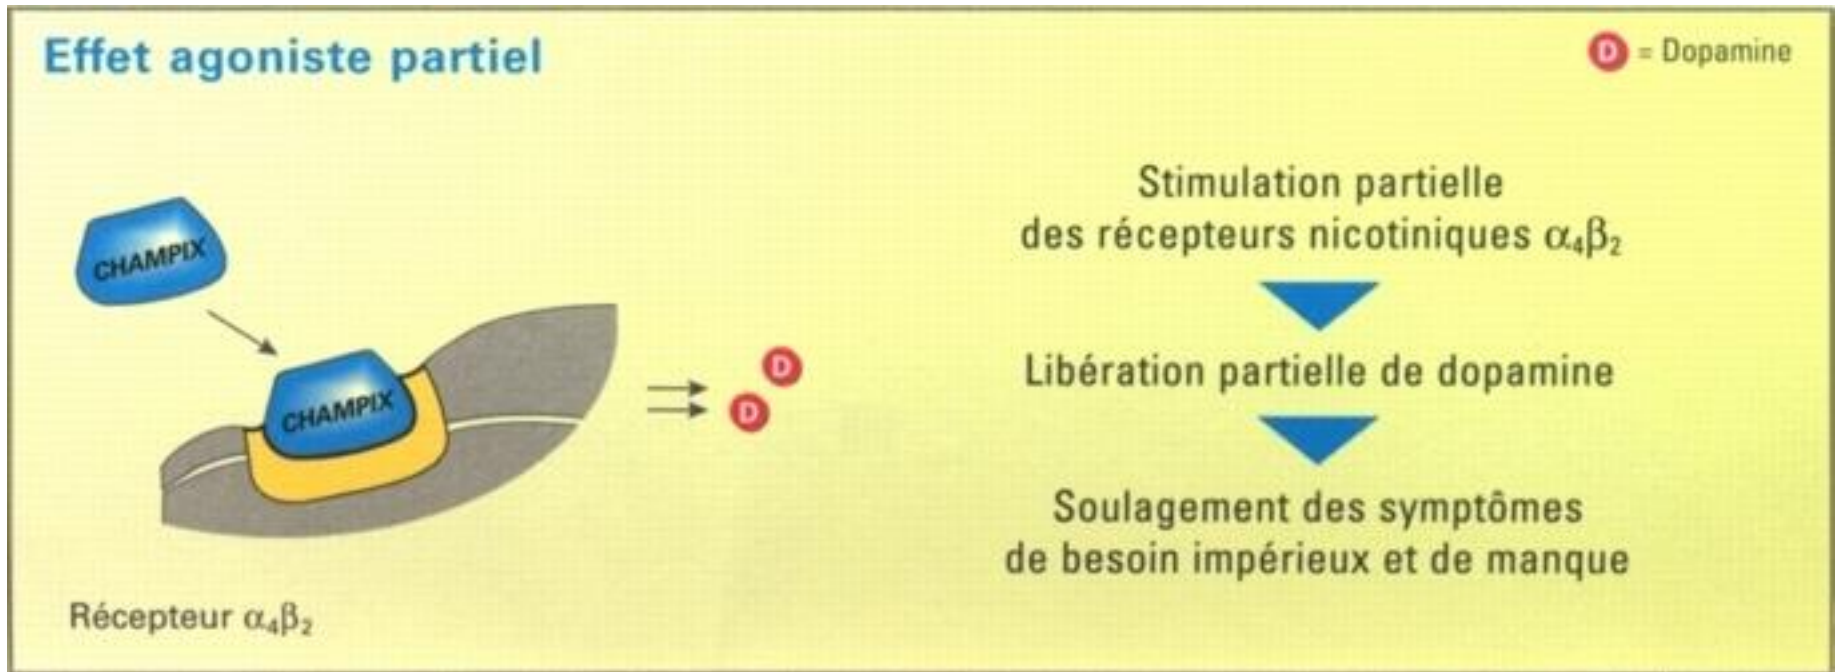 Effet agoniste partiel
D = Dopamine
Stimulation partielle
des récepteurs nicotiniques α₄β₂
CHAMPIX
CHAMPIX
D
D
Libération partielle de dopamine
Soulagement des symptômes
de besoin impérieux et de manque
Récepteur α₄β₂